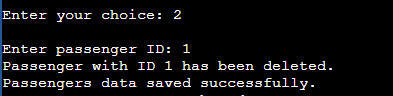 Enter your choice: 2
Enter passenger ID: 1
Passenger with ID 1 has been deleted.
Passengers data saved successfully.